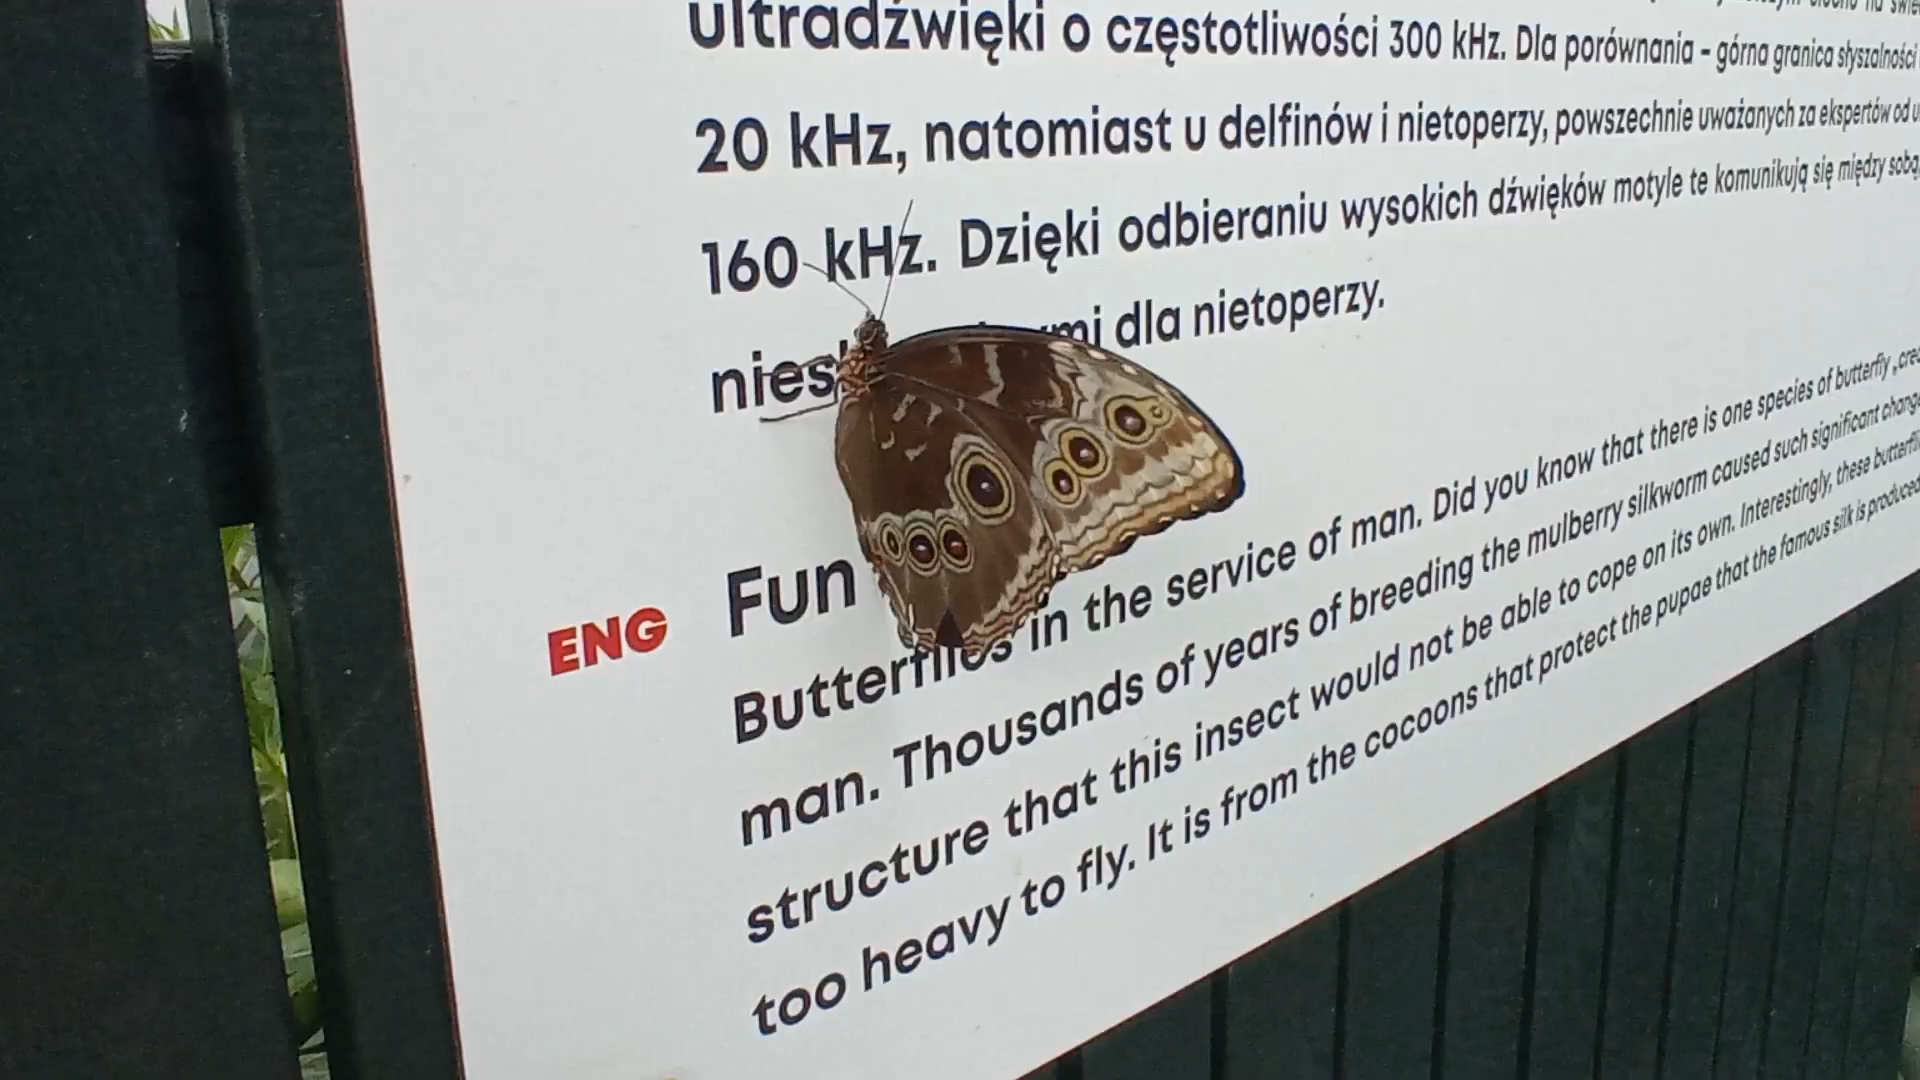 ultradźwięki o częstotliwości 300 kHz. Dla porównania - górna granica słyszalności
20 kHz, natomiast u delfinów i nietoperzy, powszechnie uważanych za ekspertów od
160 kHz. Dzięki odbieraniu wysokich dźwięków motyle te komunikują się między sobą,
dla nietoperzy.
ENG
Fun
Butterflies in the service of man. Did you know that there is one species of butterfly
man. Thousands of years of breeding the mulberry silkworm caused such significant
structure that this insect would not be able to cope on its own. Interestingly, these
too heavy to fly. It is from the cocoons that protect the pupae that the famous silk is produced